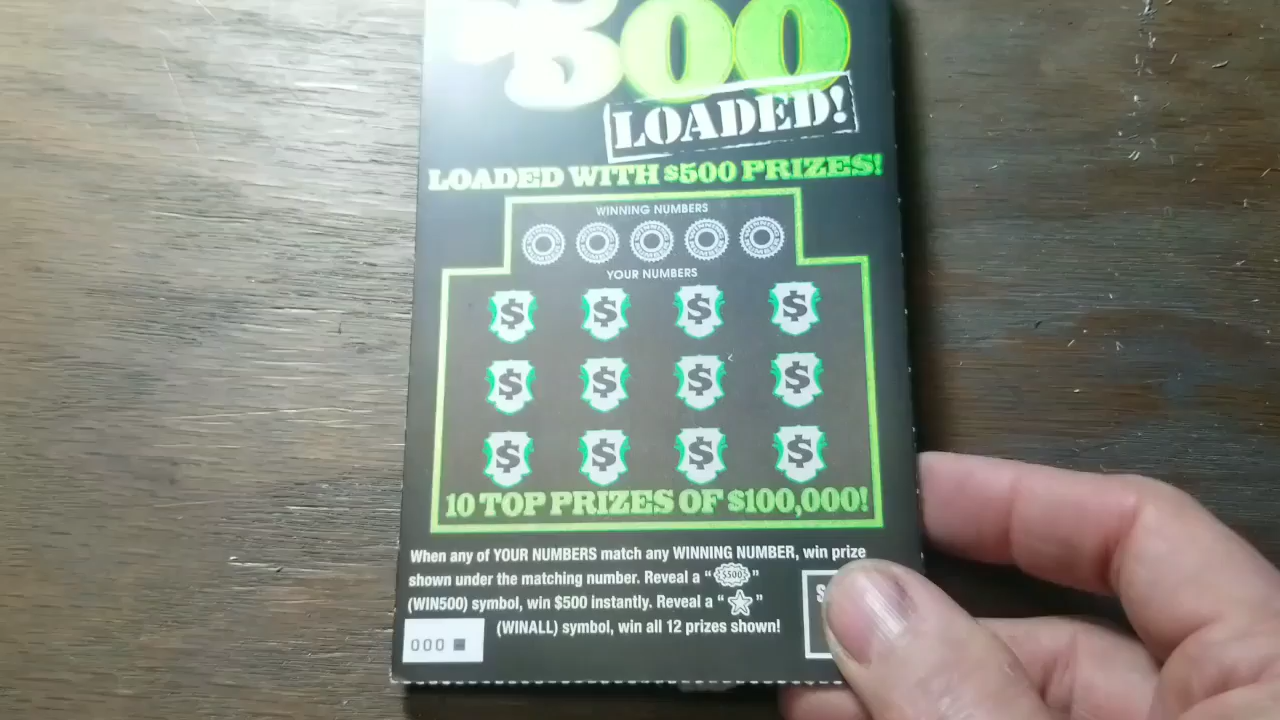 $500
LOADED!
LOADED WITH $500 PRIZES!
WINNING NUMBERS
YOUR NUMBERS
$ $ $ $
$ $ $ $
$ $ $ $
10 TOP PRIZES OF $100,000!
When any of YOUR NUMBERS match any WINNING NUMBER, win prize
shown under the matching number. Reveal a "$500"
(WIN500) symbol, win $500 instantly. Reveal a " "
(WINALL) symbol, win all 12 prizes shown!
000